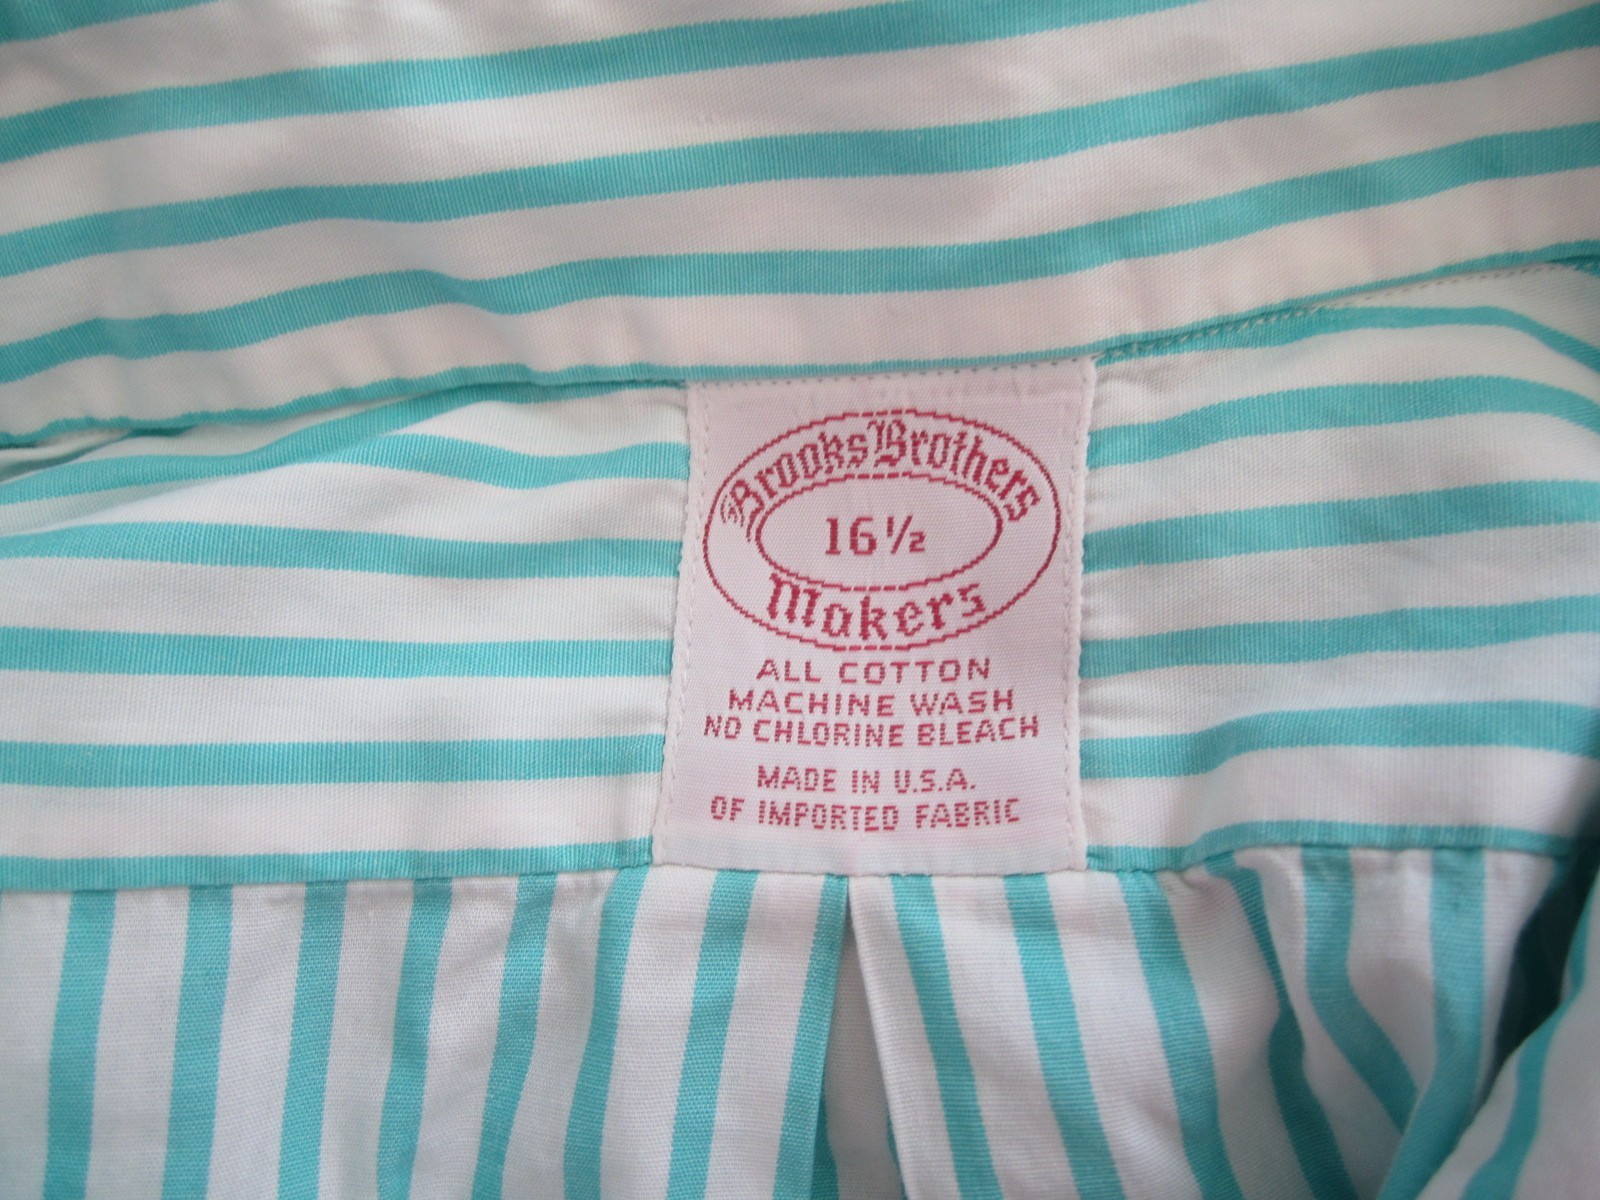 Brooks Brothers
16½
Makers
ALL COTTON
MACHINE WASH
NO CHLORINE BLEACH
MADE IN U.S.A.
OF IMPORTED FABRIC